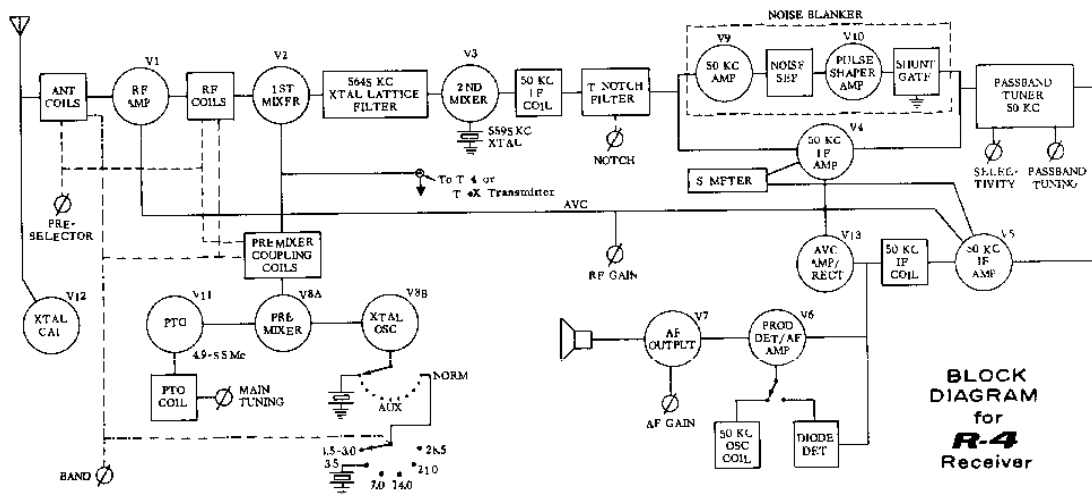 NOISE BLANKER
V9
V10
50 KC
AMP
NOISE
SEP
PULSE
SHAPER
AMP
SHUNT
GATE
V1
V2
V3
ANT
COILS
RF
AMP
RF
COILS
1ST
MIXER
5645 KC
XTAL LATTICE
FILTER
2ND
MIXER
50 KC
IF
COIL
T NOTCH
FILTER
PASSBAND
TUNER
50 KC
5595 KC
XTAL
NOTCH
V4
50 KC
IF
AMP
S METER
SELEC-
TIVITY
PASSBAND
TUNING
To T 4 or
T 4X Transmitter
PRE-
SELECTOR
AVC
PREMIXER
COUPLING
COILS
RF GAIN
V13
AVC
AMP/
RECT
50 KC
IF
COIL
V5
50 KC
IF
AMP
V12
XTAL
CAL
V11
PTO
V8A
PRE
MIXER
V8B
XTAL
OSC
V7
AF
OUTPUT
V6
PROD
DET/AF
AMP
4.9-5.5 Mc
PTO
COIL
MAIN
TUNING
NORM
AUX
AF GAIN
50 KC
OSC
COIL
DIODE
DET
1.5-3.0
3.5
7.0
14.0
21.0
28.5
BAND
BLOCK
DIAGRAM
for
R-4
Receiver